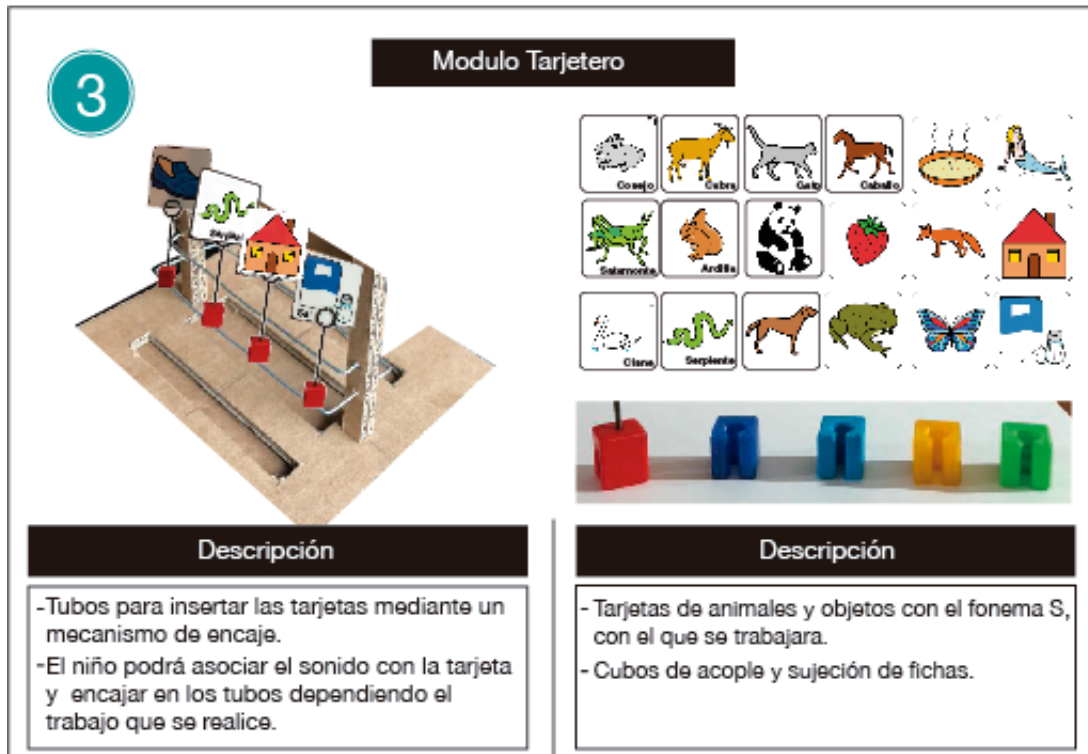 3
Modulo Tarjetero
Conejo
Cabra
Gato
Caballo
Saltamonte
Ardilla
Cisne
Serpiente
Descripción
-Tubos para insertar las tarjetas mediante un
mecanismo de encaje.
-El niño podrá asociar el sonido con la tarjeta
y encajar en los tubos dependiendo el
trabajo que se realice.
Descripción
- Tarjetas de animales y objetos con el fonema S,
con el que se trabajara.
- Cubos de acople y sujeción de fichas.